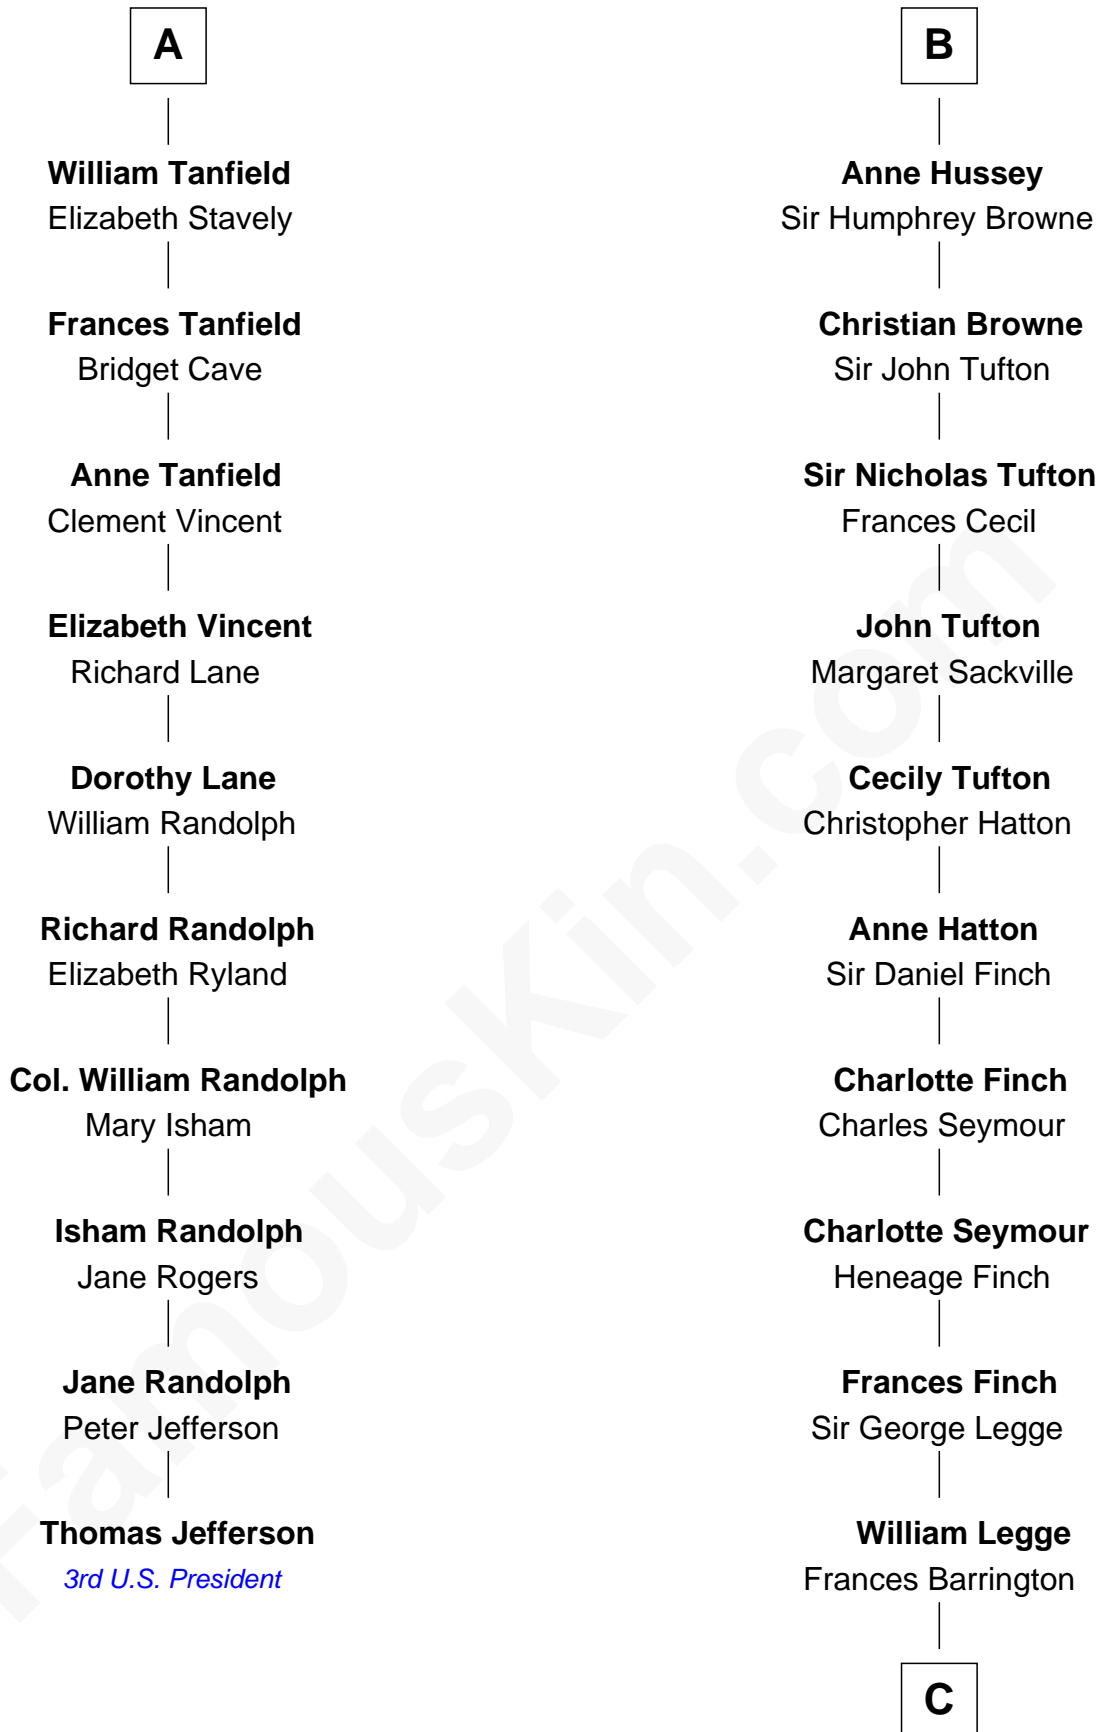 A
William Tanfield
Elizabeth Stavely
Frances Tanfield
Bridget Cave
Anne Tanfield
Clement Vincent
Elizabeth Vincent
Richard Lane
Dorothy Lane
William Randolph
Richard Randolph
Elizabeth Ryland
Col. William Randolph
Mary Isham
Isham Randolph
Jane Rogers
Jane Randolph
Peter Jefferson
Thomas Jefferson
3rd U.S. President
B
Anne Hussey
Sir Humphrey Browne
Christian Browne
Sir John Tufton
Sir Nicholas Tufton
Frances Cecil
John Tufton
Margaret Sackville
Cecily Tufton
Christopher Hatton
Anne Hatton
Sir Daniel Finch
Charlotte Finch
Charles Seymour
Charlotte Seymour
Heneage Finch
Frances Finch
Sir George Legge
William Legge
Frances Barrington
C
FamousKin.com